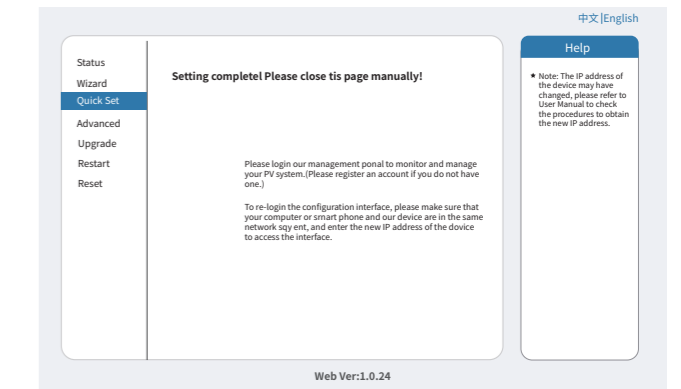 中文|English
Status
Wizard
Quick Set
Advanced
Upgrade
Restart
Reset
Setting completel Please close tis page manually!
Please login our management ponal to monitor and manage
your PV system.(Please register an account if you do not have
one.)
To re-login the configuration interface, please make sure that
your computer or smart phone and our device are in the same
network sqy ent, and enter the new IP address of the dovice
to access the interface.
Help
★ Note: The IP address of
the device may have
changed, please refer to
User Manual to check
the procedures to obtain
the new IP address.
Web Ver:1.0.24